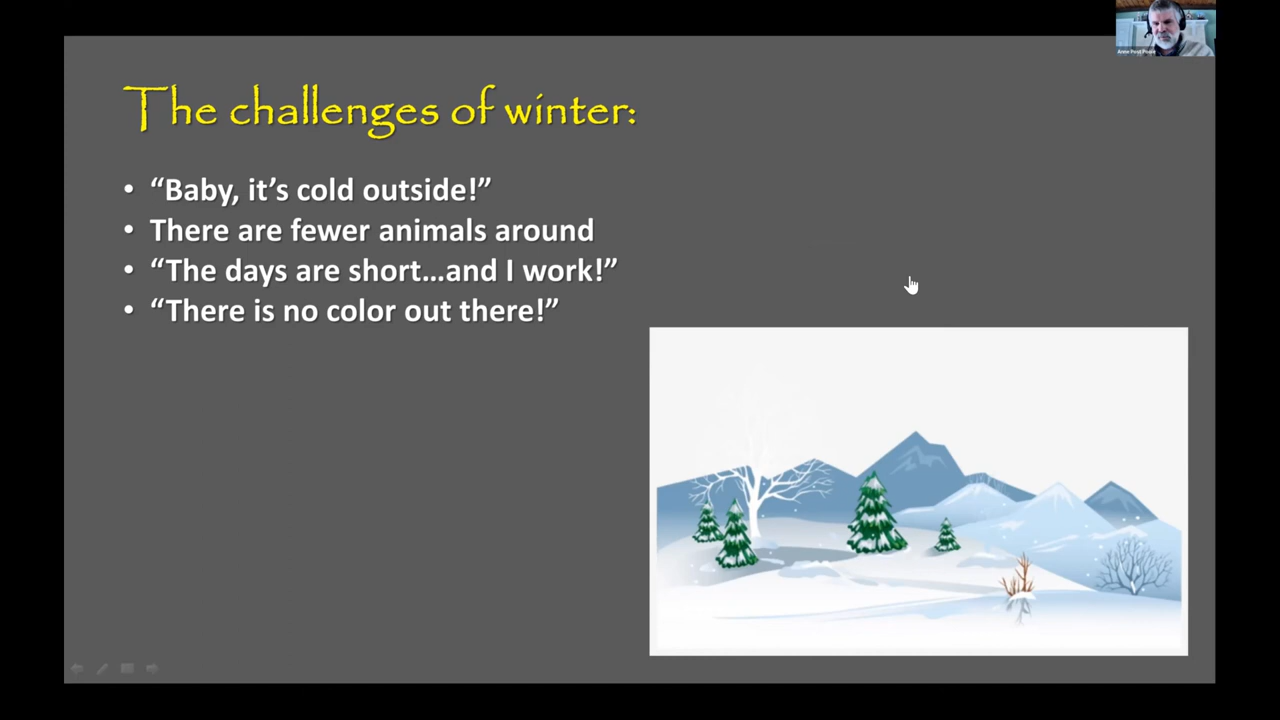 The challenges of winter:
• “Baby, it’s cold outside!”
• There are fewer animals around
• “The days are short…and I work!”
• “There is no color out there!”